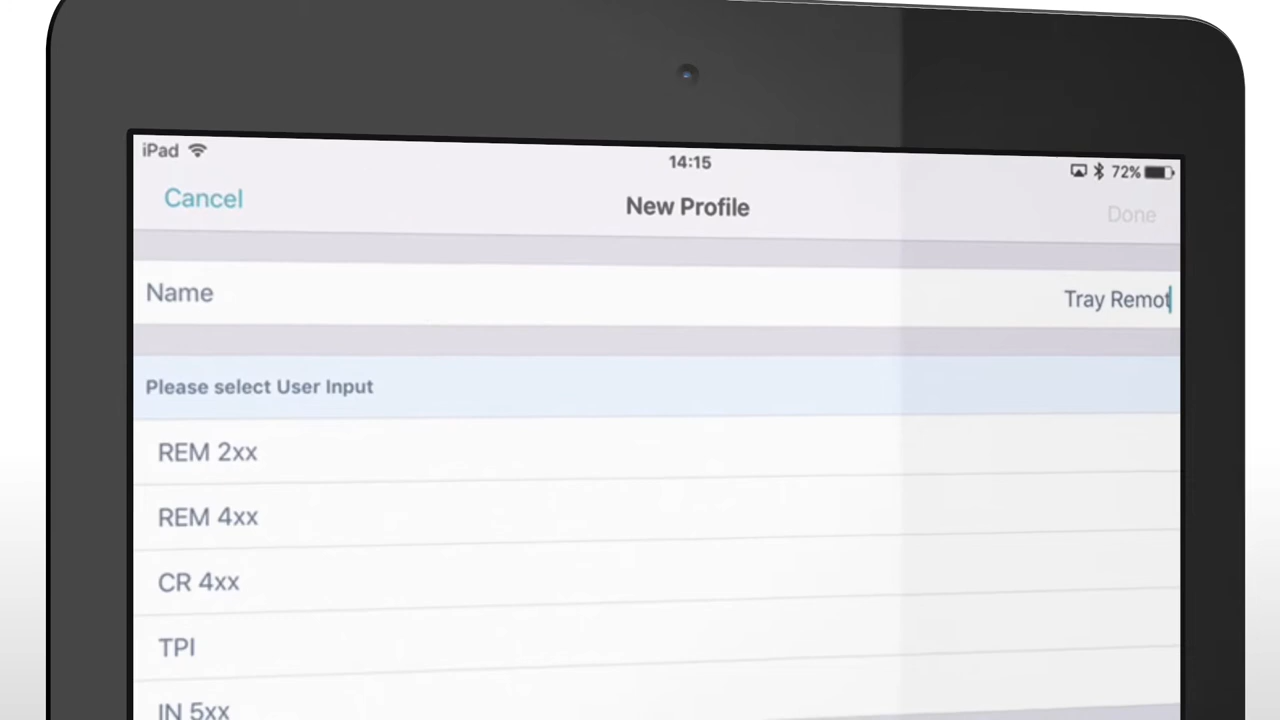 iPad
14:15
72%
Cancel
New Profile
Done
Name
Tray Remot
Please select User Input
REM 2xx
REM 4xx
CR 4xx
TPI
IN 5xx